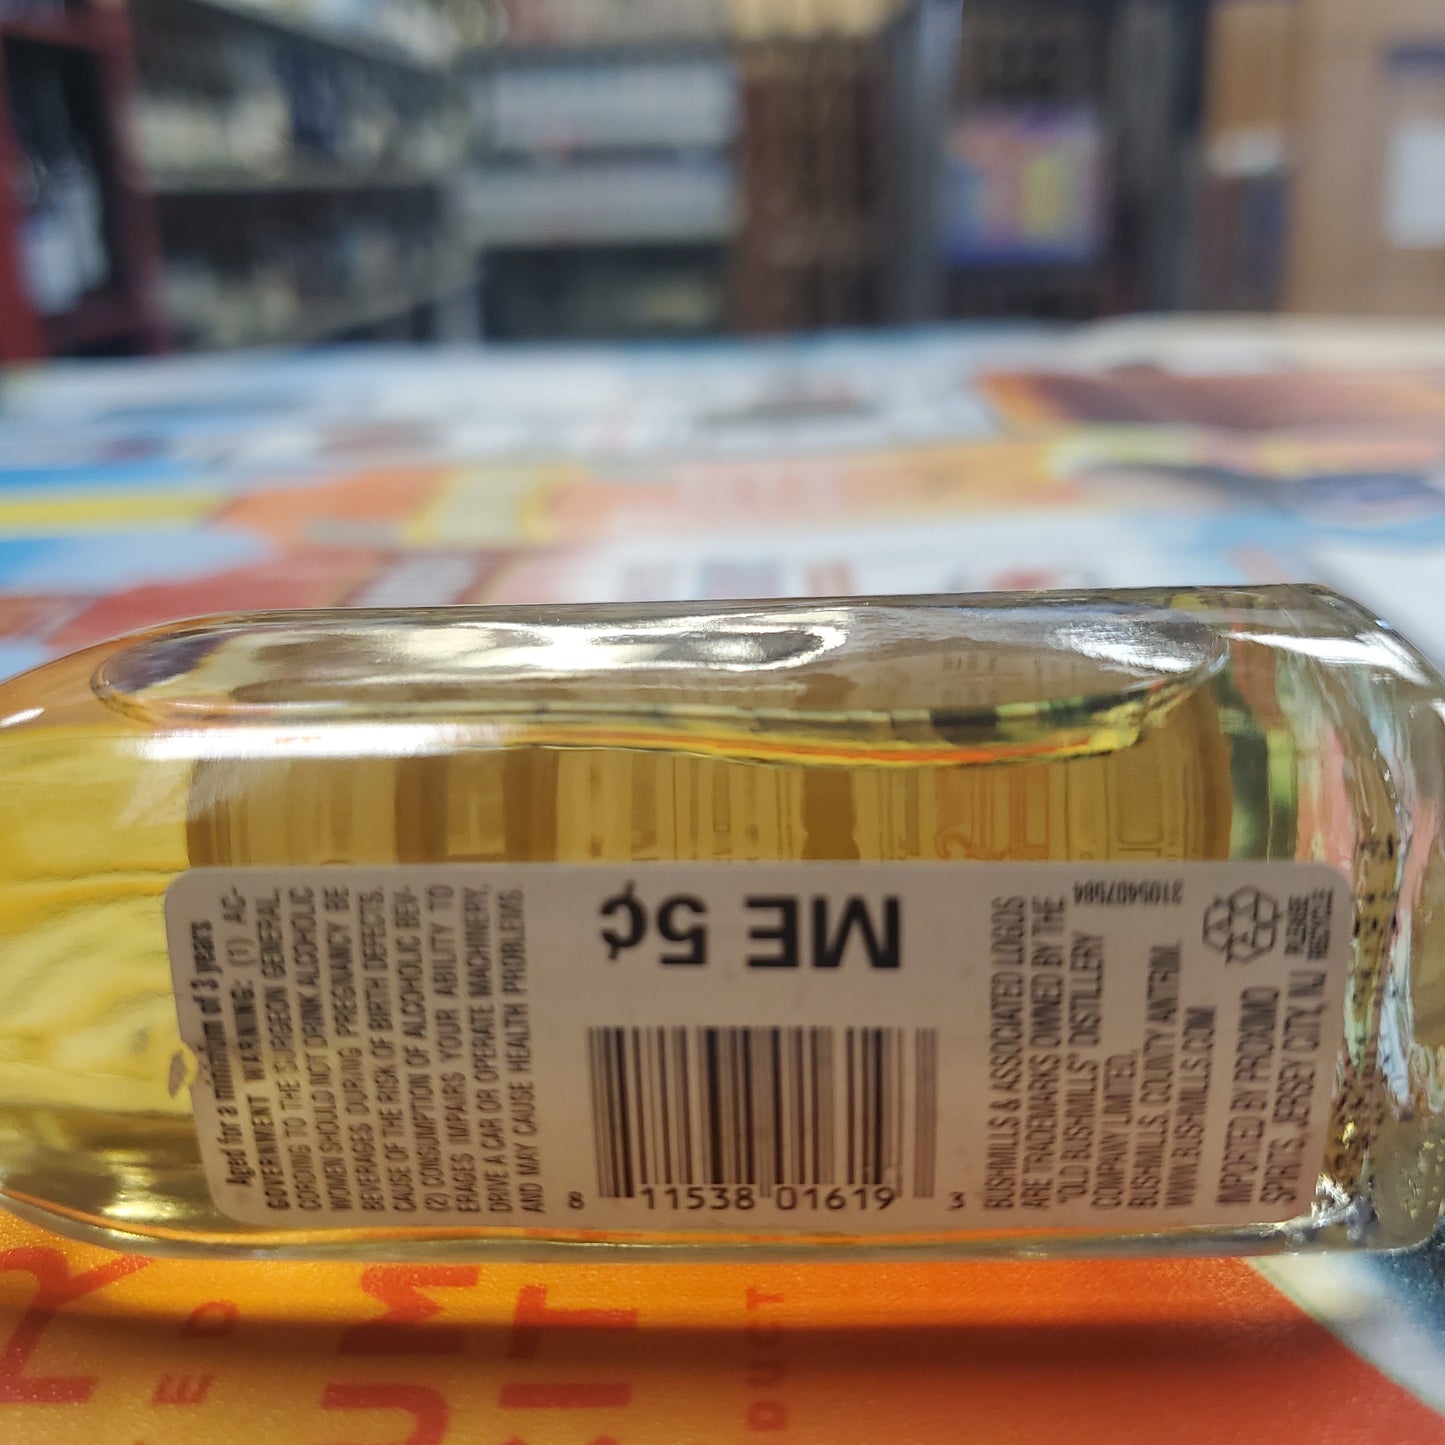 Aged for a minimum of 3 years
GOVERNMENT WARNING: (1) AC-
CORDING TO THE SURGEON GENERAL,
WOMEN SHOULD NOT DRINK ALCOHOLIC
BEVERAGES DURING PREGNANCY BE
CAUSE OF THE RISK OF BIRTH DEFECTS.
(2) CONSUMPTION OF ALCOHOLIC BEV-
ERAGES IMPAIRS YOUR ABILITY TO
DRIVE A CAR OR OPERATE MACHINERY,
AND MAY CAUSE HEALTH PROBLEMS.
ME 5¢
8 11538 01619 3
BUSHMILLS & ASSOCIATED LOGOS
ARE TRADEMARKS OWNED BY THE
"OLD BUSHMILLS" DISTILLERY
COMPANY LIMITED,
BUSHMILLS, COUNTY ANTRIM.
WWW.BUSHMILLS.COM
IMPORTED BY PROXIMO
SPIRITS, JERSEY CITY, NJ
3105407584
PLEASE
RECYCLE